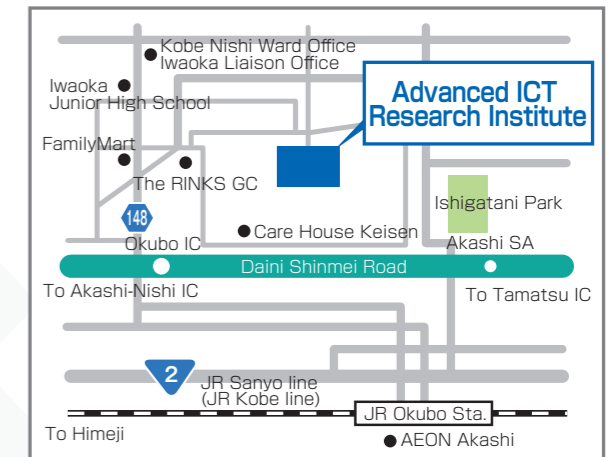 Kobe Nishi Ward Office
Iwaoka Liaison Office
Iwaoka
Junior High School
Advanced ICT
Research Institute
FamilyMart
The RINKS GC
Ishigatani Park
148
Care House Keisen
Okubo IC
Akashi SA
Daini Shinmei Road
To Akashi-Nishi IC
To Tamatsu IC
2
JR Sanyo line
(JR Kobe line)
JR Okubo Sta.
To Himeji
AEON Akashi